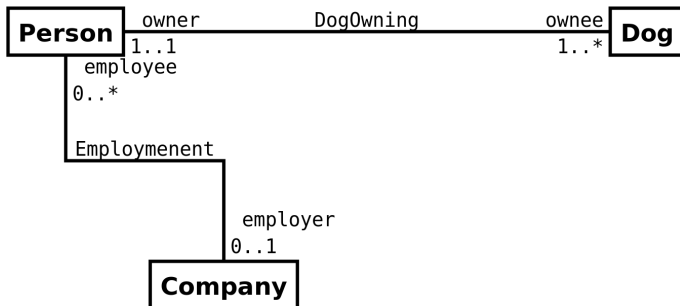 owner DogOwning ownee
Person Dog
1..1 1..*
employee
0..*
Employmenent
employer
0..1
Company